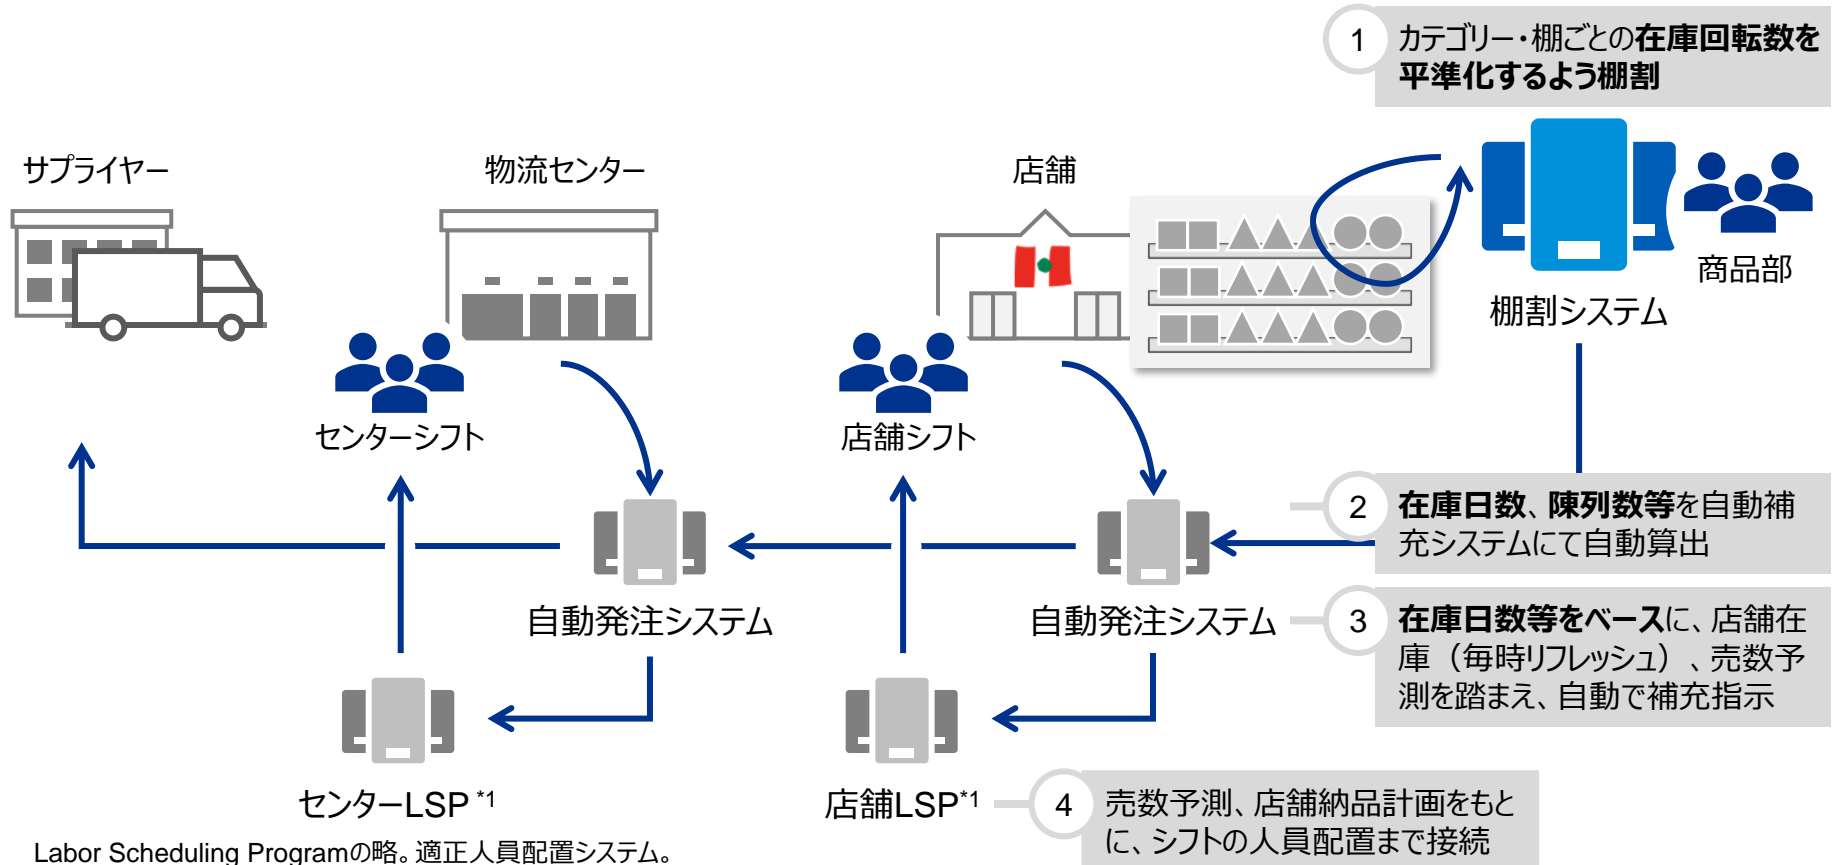 1
カテゴリー・棚ごとの在庫回転数を
平準化するよう棚割
サプライヤー
物流センター
店舗
商品部
棚割システム
センターシフト
店舗シフト
2
在庫日数、陳列数等を自動補
充システムにて自動算出
自動発注システム
自動発注システム
3
在庫日数等をベースに、店舗在
庫（毎時リフレッシュ）、売数予
測を踏まえ、自動で補充指示
センターLSP *1
店舗LSP*1
4
売数予測、店舗納品計画をもと
に、シフトの人員配置まで接続
Labor Scheduling Programの略。適正人員配置システム。